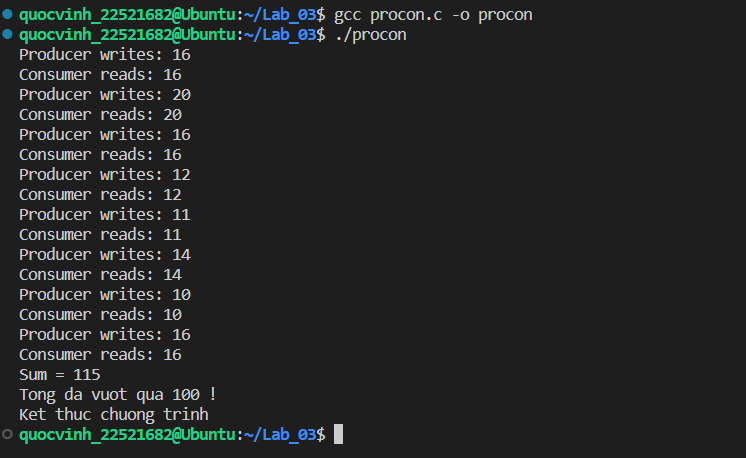 quocvinh_22521682@Ubuntu:~/Lab_03$ gcc procon.c -o procon
quocvinh_22521682@Ubuntu:~/Lab_03$ ./procon
Producer writes: 16
Consumer reads: 16
Producer writes: 20
Consumer reads: 20
Producer writes: 16
Consumer reads: 16
Producer writes: 12
Consumer reads: 12
Producer writes: 11
Consumer reads: 11
Producer writes: 14
Consumer reads: 14
Producer writes: 10
Consumer reads: 10
Producer writes: 16
Consumer reads: 16
Sum = 115
Tong da vuot qua 100 !
Ket thuc chuong trinh
quocvinh_22521682@Ubuntu:~/Lab_03$